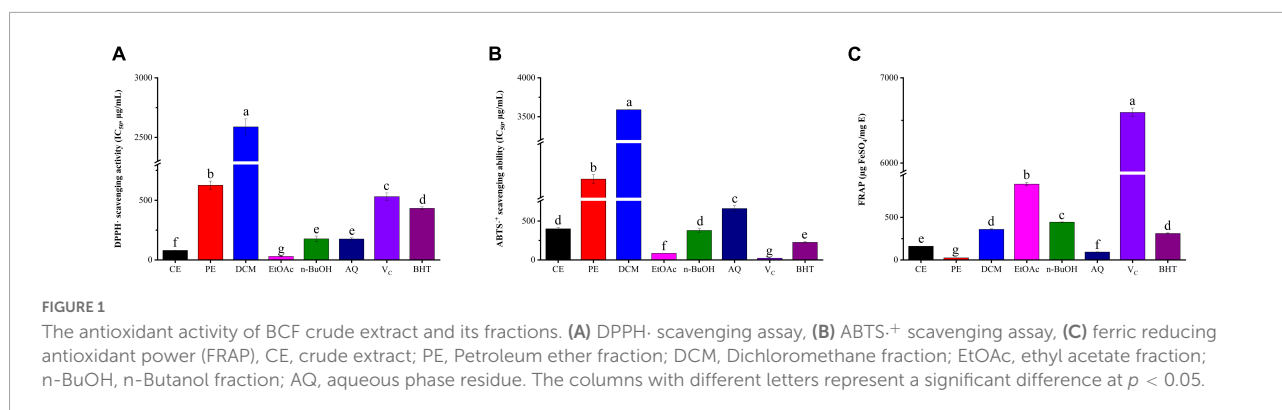 A
B
C
DPPH· scavenging activity (IC₅₀, μg/mL)
3000
2500
500
0
f
b
a
g
e
e
c
d
CE
PE
DCM
EtOAc
n-BuOH
AQ
V_C
BHT
ABTS·⁺ scavenging ability (IC₅₀, μg/mL)
4000
3500
500
0
d
b
a
f
d
c
g
e
CE
PE
DCM
EtOAc
n-BuOH
AQ
V_C
BHT
FRAP (μg FeSO₄/mg E)
7000
6000
500
0
e
g
d
b
c
f
a
d
CE
PE
DCM
EtOAc
n-BuOH
AQ
V_C
BHT
FIGURE 1
The antioxidant activity of BCF crude extract and its fractions. (A) DPPH· scavenging assay, (B) ABTS·⁺ scavenging assay, (C) ferric reducing
antioxidant power (FRAP), CE, crude extract; PE, Petroleum ether fraction; DCM, Dichloromethane fraction; EtOAc, ethyl acetate fraction;
n-BuOH, n-Butanol fraction; AQ, aqueous phase residue. The columns with different letters represent a significant difference at p < 0.05.